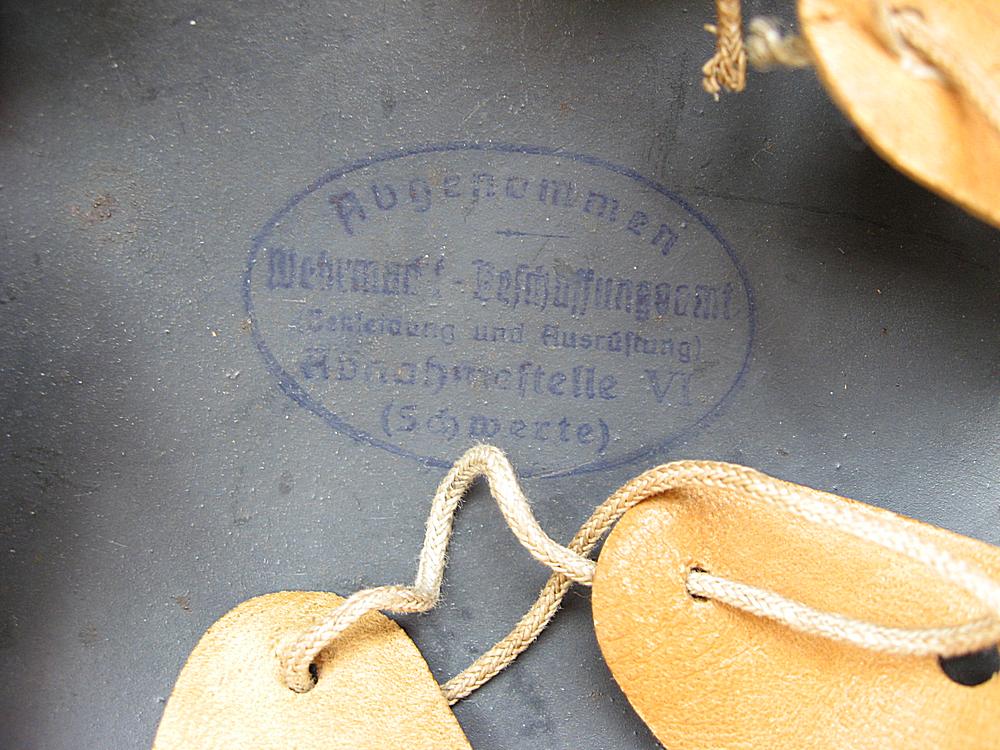 Abgenommen
Wehrmacht-Beschaffungsamt
(Bekleidung und Ausrüstung)
Abnahmestelle VI
(Schwerte)